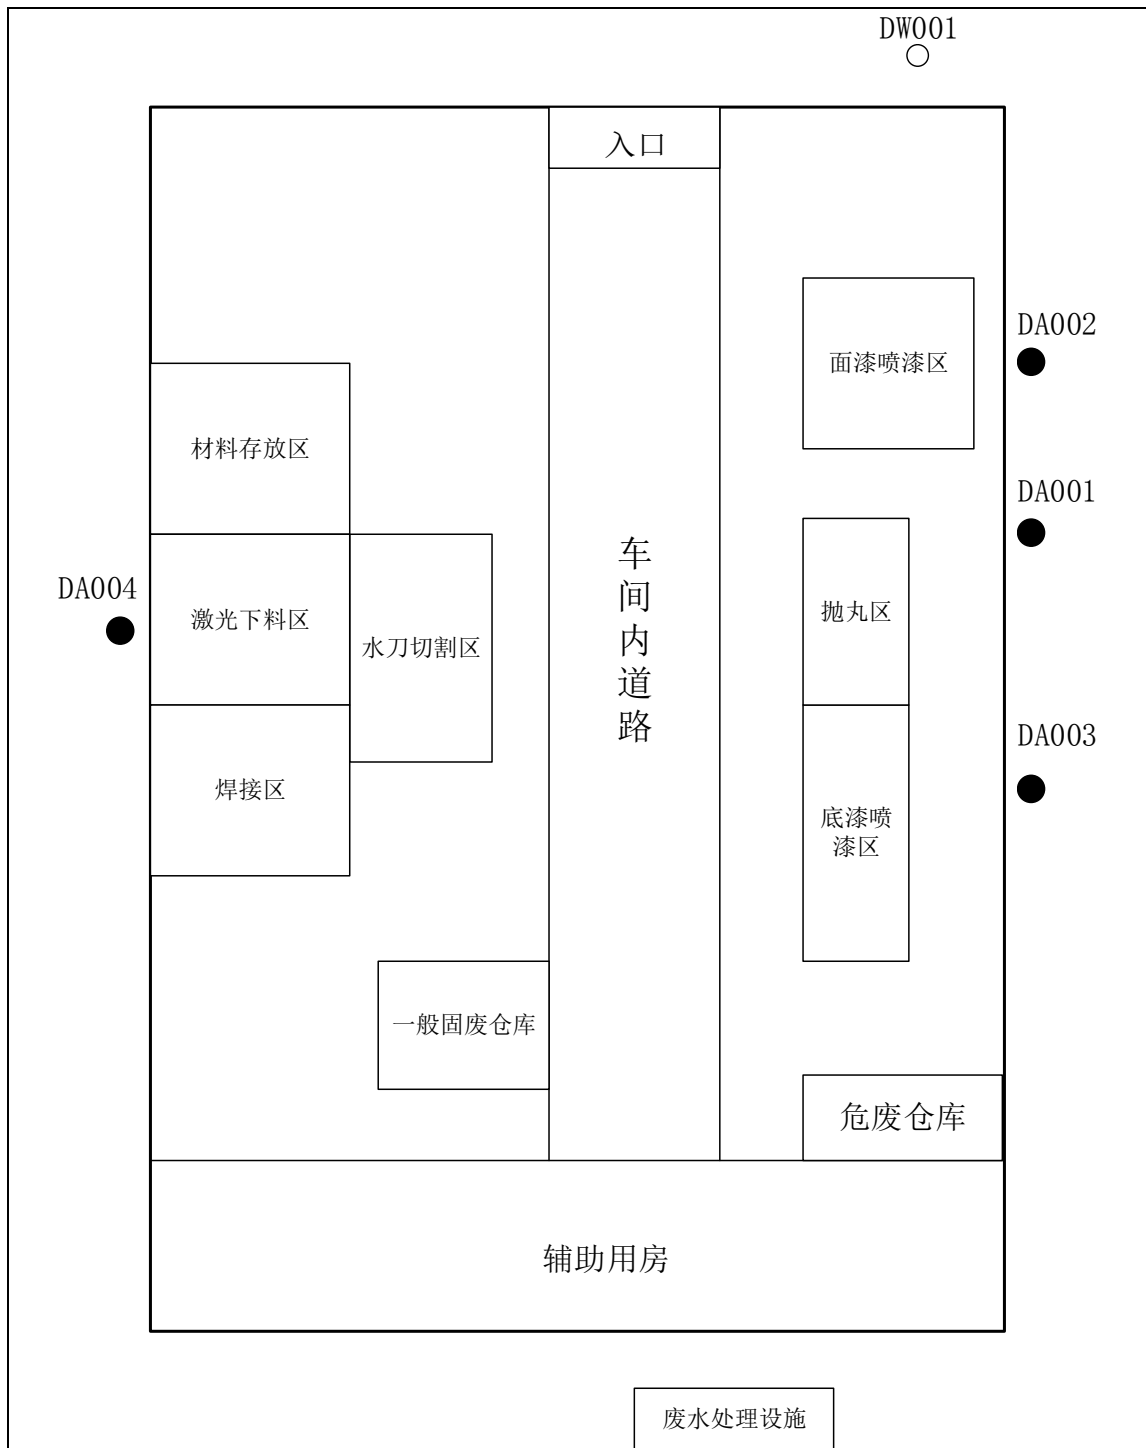 DW001
入口
DA002
面漆喷漆区
材料存放区
DA001
车间内道路
DA004
激光下料区
水刀切割区
抛丸区
DA003
焊接区
底漆喷
漆区
一般固废仓库
危废仓库
辅助用房
废水处理设施